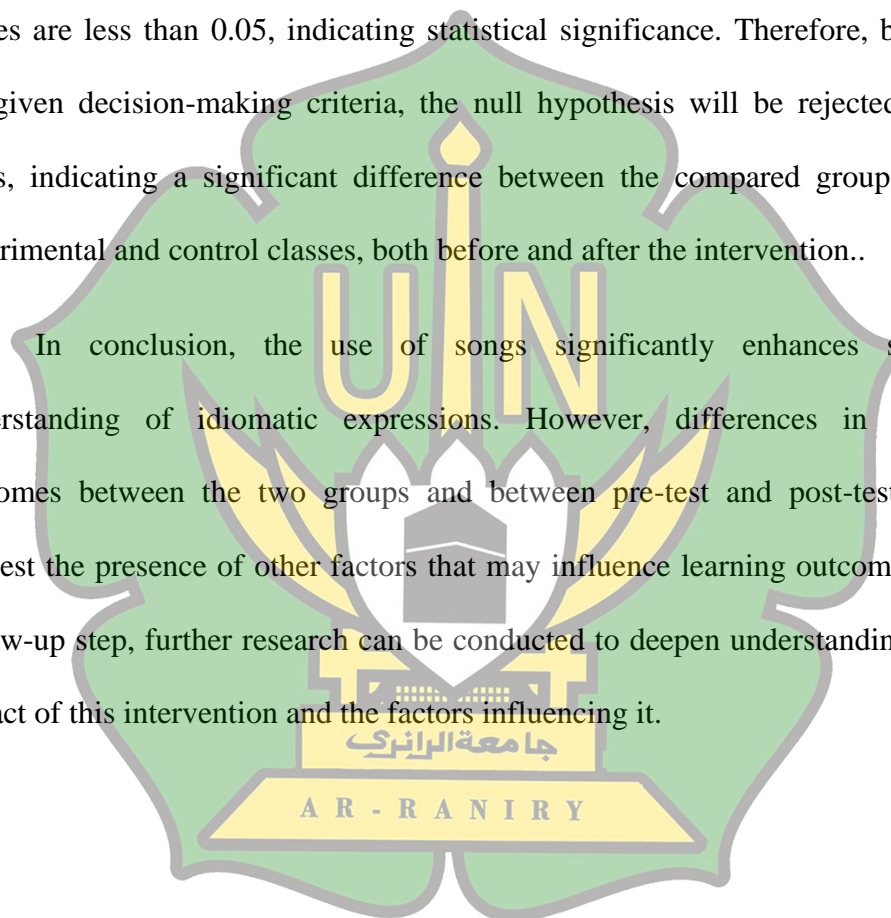 es are less than 0.05, indicating statistical significance. Therefore, b
given decision-making criteria, the null hypothesis will be rejected
s, indicating a significant difference between the compared group
rimental and control classes, both before and after the intervention..
In conclusion, the use of songs significantly enhances s
erstanding of idiomatic expressions. However, differences in
omes between the two groups and between pre-test and post-test
est the presence of other factors that may influence learning outcom
w-up step, further research can be conducted to deepen understandin
act of this intervention and the factors influencing it.
UIN
جامعة الرانري
AR-RANIRY